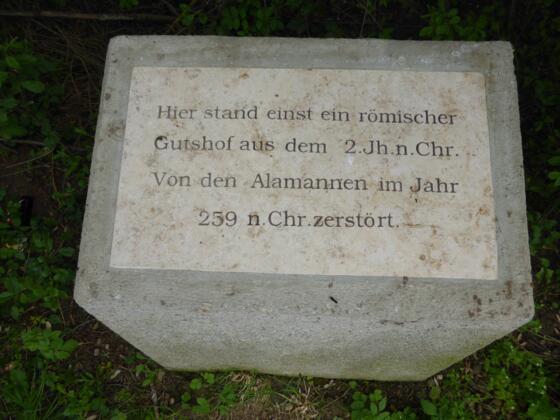 Hier stand einst ein römischer
Gutshof aus dem 2.Jh.n.Chr.
Von den Alamannen im Jahr
259 n.Chr.zerstört.